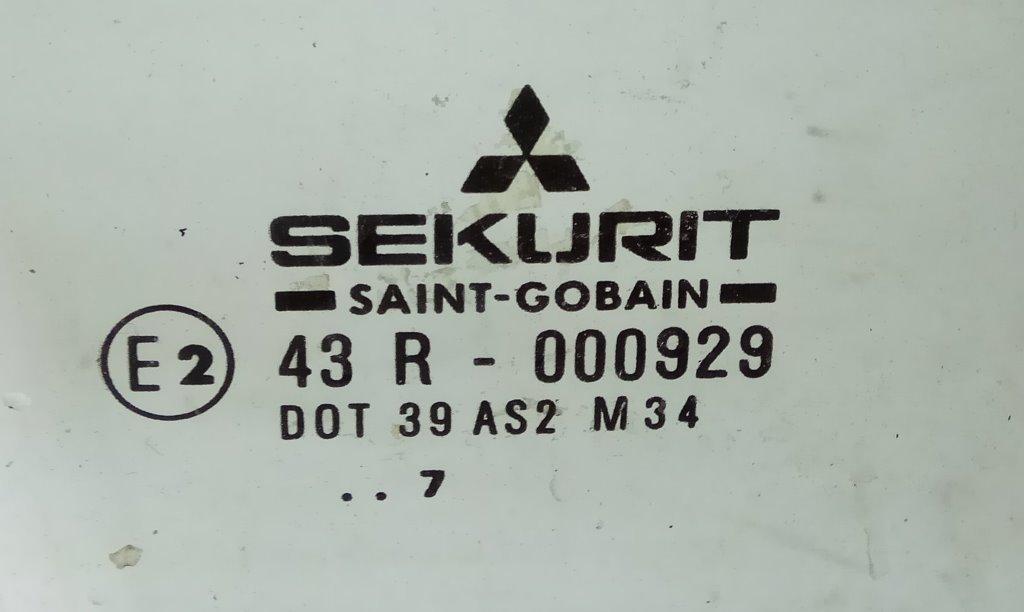 SEKURIT
SAINT-GOBAIN
E2 43 R - 000929
DOT 39 AS2 M34
. . 7